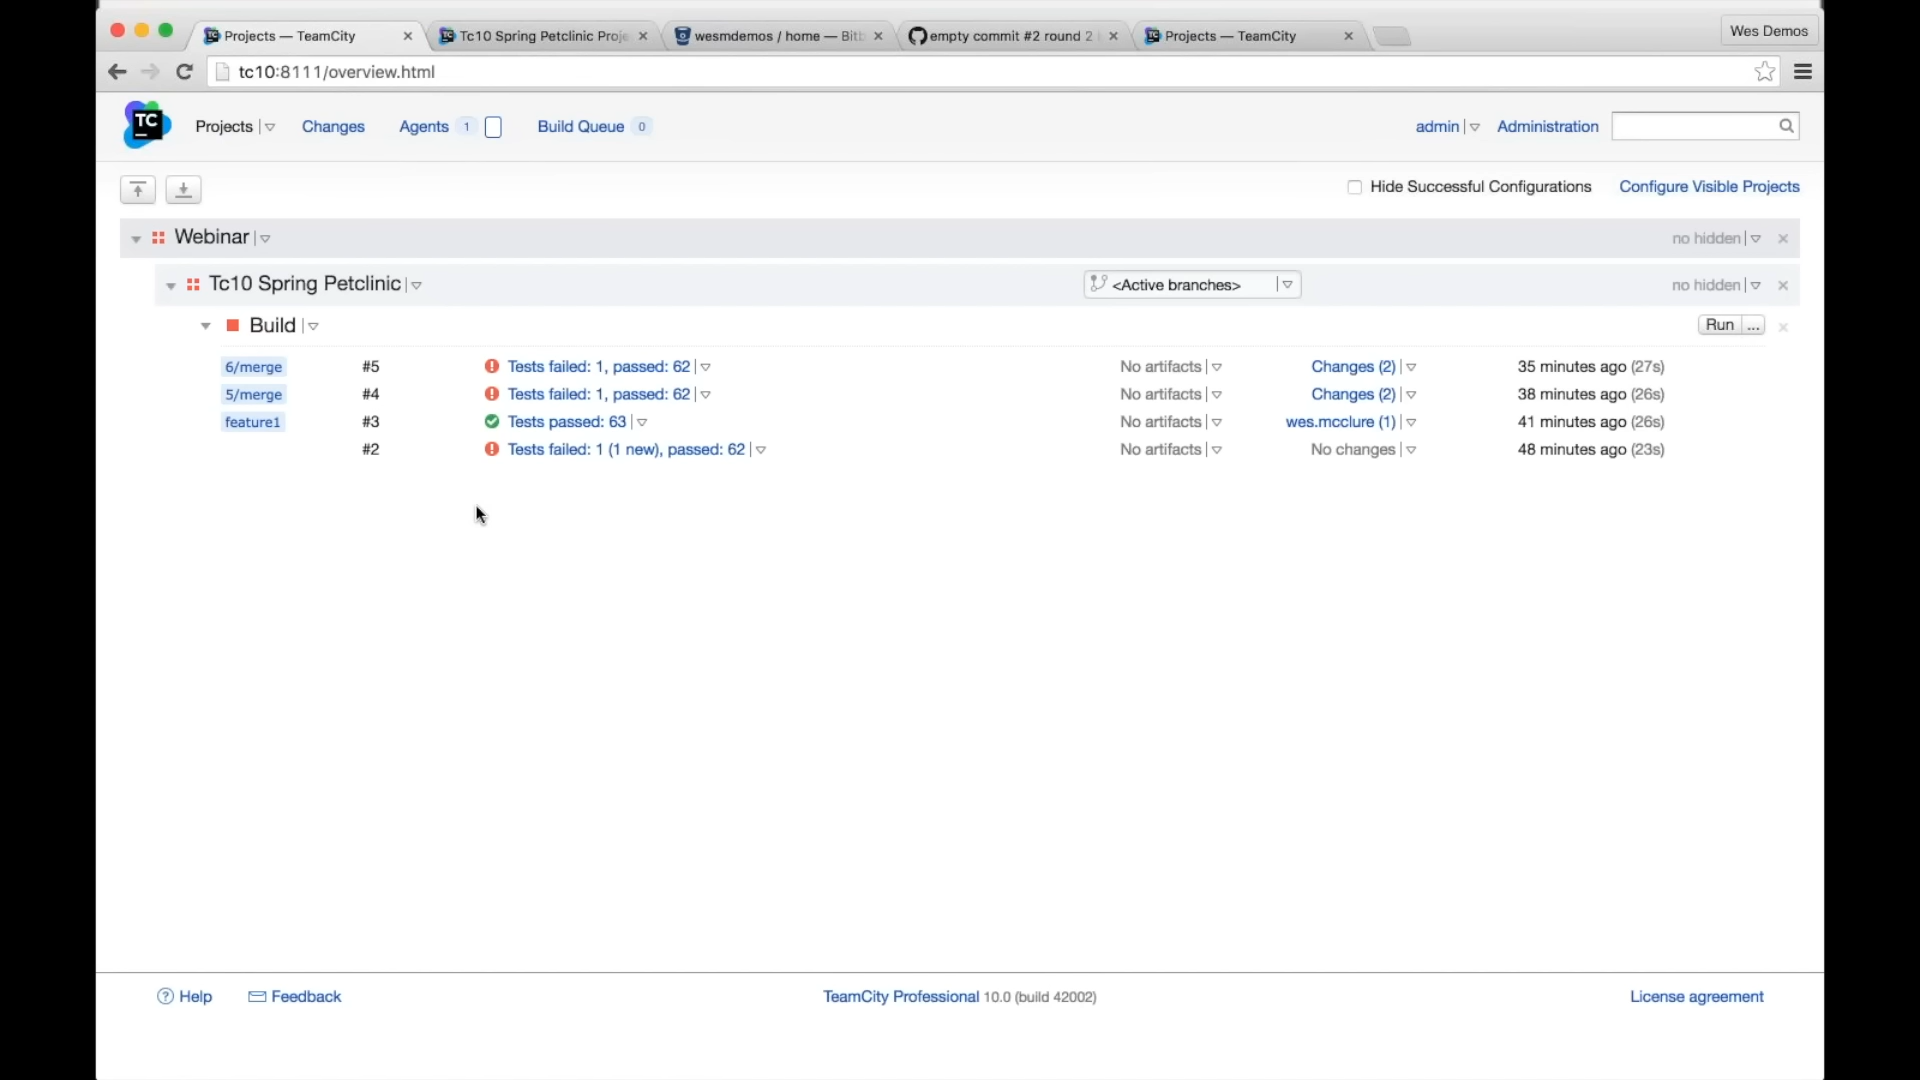 Projects — TeamCity
Tc10 Spring Petclinic Proje
wesmdemos / home — Bitb
empty commit #2 round 2
Projects — TeamCity
Wes Demos
tc10:8111/overview.html
TC
Projects
Changes
Agents 1
Build Queue 0
admin
Administration
Hide Successful Configurations
Configure Visible Projects
Webinar
no hidden
Tc10 Spring Petclinic
<Active branches>
no hidden
Build
Run ...
6/merge #5 Tests failed: 1, passed: 62 No artifacts Changes (2) 35 minutes ago (27s)
5/merge #4 Tests failed: 1, passed: 62 No artifacts Changes (2) 38 minutes ago (26s)
feature1 #3 Tests passed: 63 No artifacts wes.mcclure (1) 41 minutes ago (26s)
#2 Tests failed: 1 (1 new), passed: 62 No artifacts No changes 48 minutes ago (23s)
? Help
Feedback
TeamCity Professional 10.0 (build 42002)
License agreement